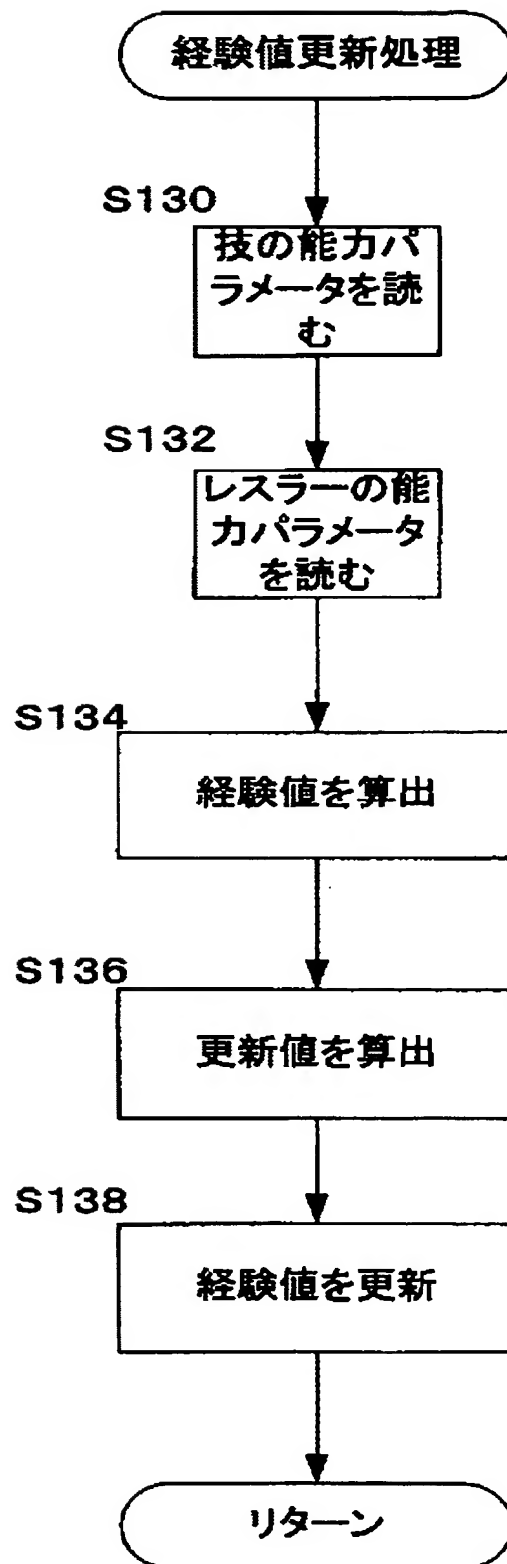 経験値更新処理
S130
技の能力パ
ラメータを読
む
S132
レスラーの能
力パラメータ
を読む
S134
経験値を算出
S136
更新値を算出
S138
経験値を更新
リターン